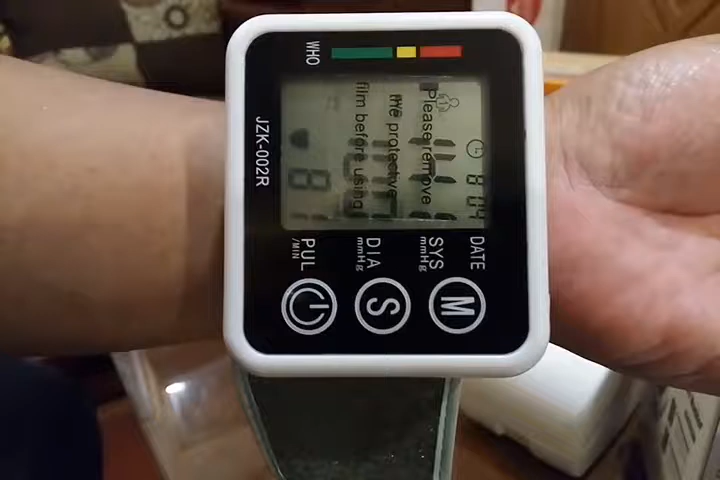 WHO
JZK-002R
Please remove
the protective
film before using
DATE
SYS
mmHg
DIA
mmHg
PUL
/MIN
M
S